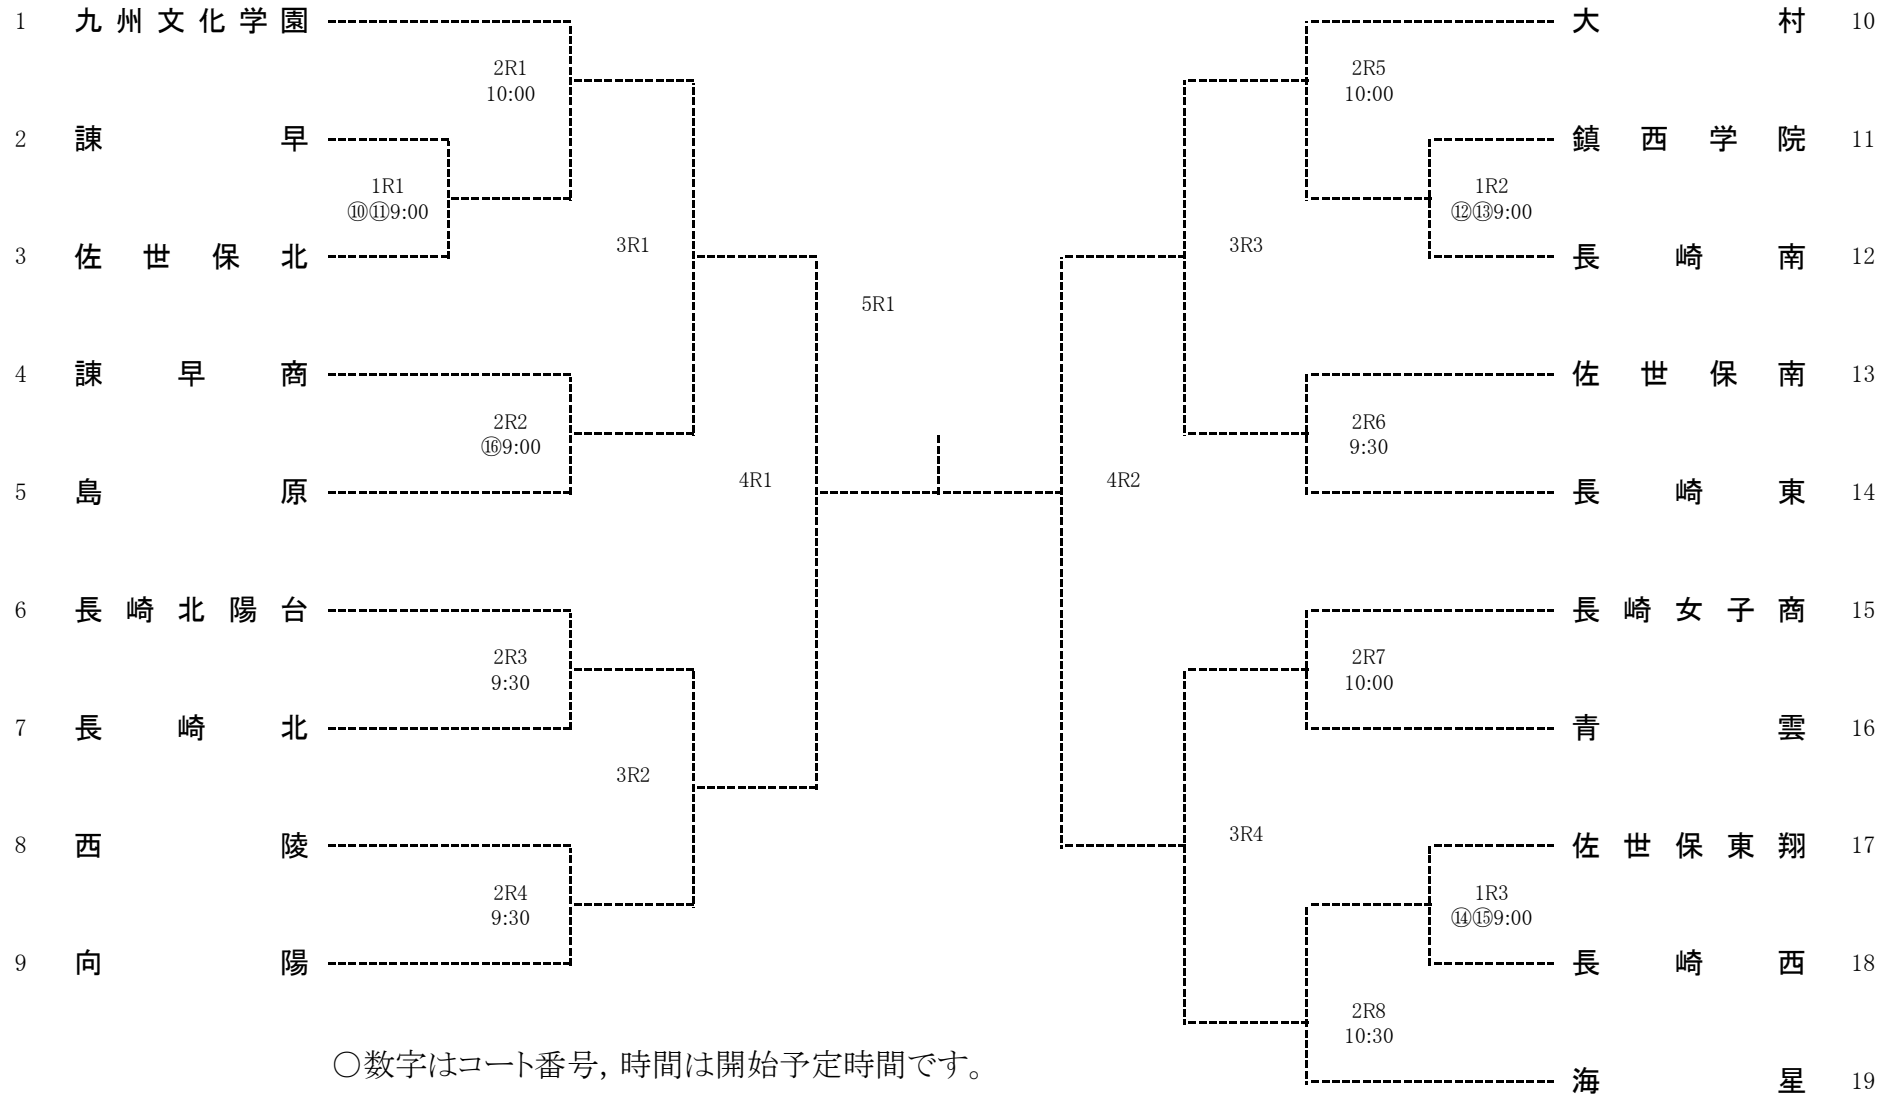 1 九州文化学園
2R1
10:00
2 諫早
1R1
⑩⑪9:00
3 佐世保北
3R1
4 諫早商
2R2
⑯9:00
5 島原
4R1
6 長崎北陽台
2R3
9:30
7 長崎北
3R2
8 西陵
2R4
9:30
9 向陽
5R1
大村 10
2R5
10:00
鎮西学院 11
1R2
⑫⑬9:00
長崎南 12
3R3
佐世保南 13
2R6
9:30
長崎東 14
4R2
長崎女子商 15
2R7
10:00
青雲 16
3R4
佐世保東翔 17
1R3
⑭⑮9:00
長崎西 18
2R8
10:30
海星 19
○数字はコート番号，時間は開始予定時間です。